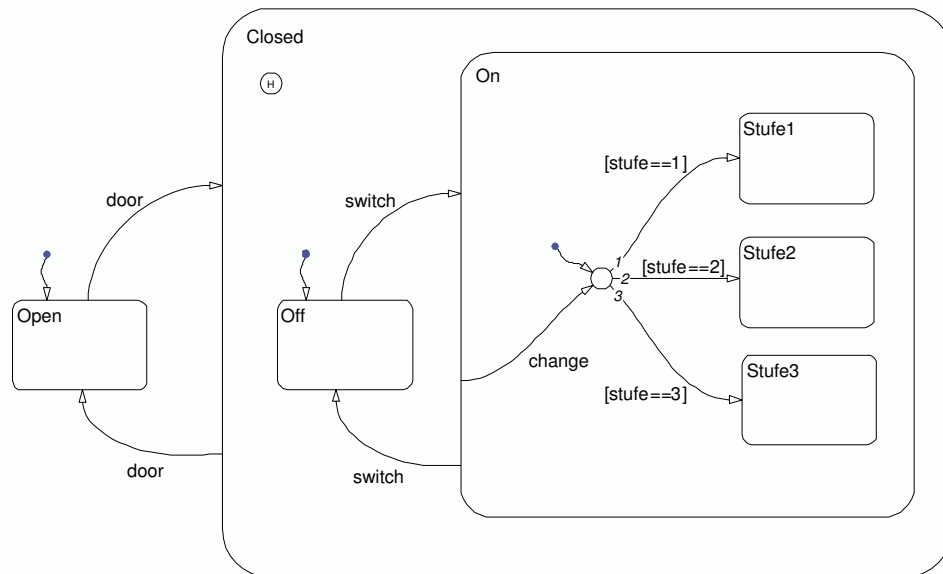 Closed
H
On
Stufe1
[stufe==1]
door
switch
1
Stufe2
2
[stufe==2]
3
Open
Off
change
Stufe3
[stufe==3]
door
switch